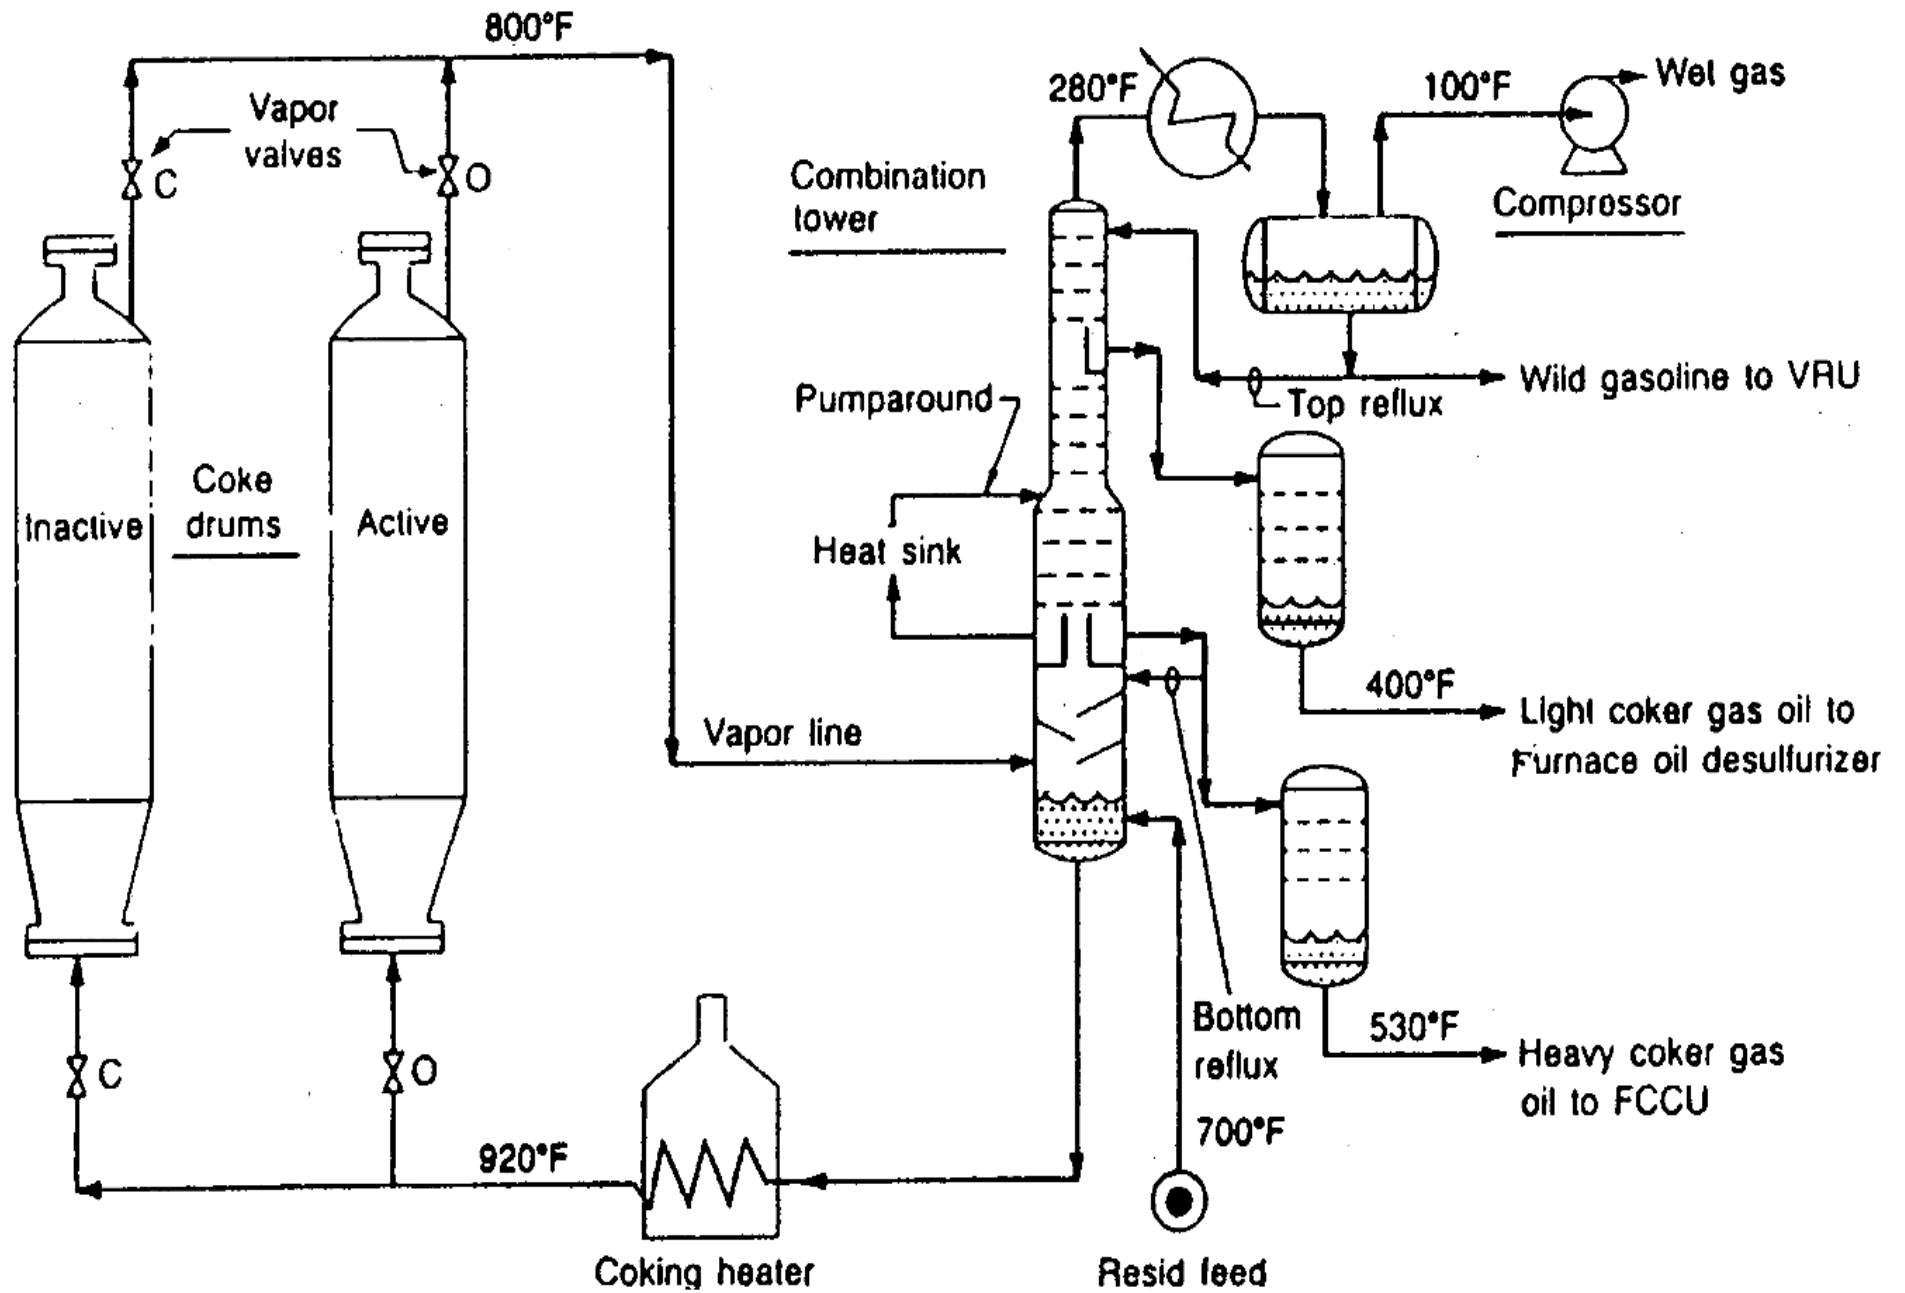 800°F
280°F
100°F
Wet gas
Vapor
valves
C
O
Combination
tower
Compressor
Pumparound
Top reflux
Wild gasoline to VRU
Coke
drums
Inactive
Active
Heat sink
400°F
Light coker gas oil to
Furnace oil desulfurizer
Vapor line
Bottom
reflux
530°F
Heavy coker gas
oil to FCCU
C
O
700°F
920°F
Coking heater
Resid feed